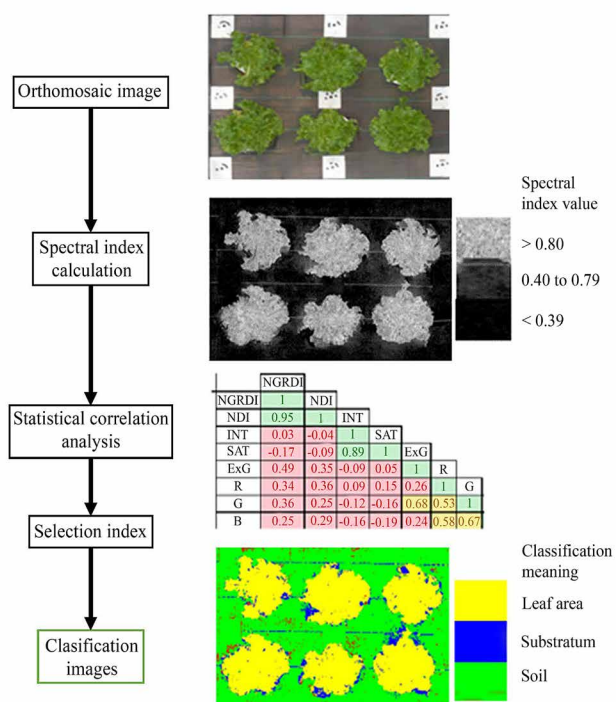 Orthomosaic image
Spectral index
calculation
Statistical correlation
analysis
Selection index
Clasification
images
Spectral
index value
> 0.80
0.40 to 0.79
< 0.39
NGRDI
NGRDI 1 NDI
NDI 0.95 1 INT
INT 0.03 -0.04 1 SAT
SAT -0.17 -0.09 0.89 1 ExG
ExG 0.49 0.35 -0.09 0.05 1 R
R 0.34 0.36 0.09 0.15 0.26 1 G
G 0.36 0.25 -0.12 -0.16 0.68 0.53 1
B 0.25 0.29 -0.16 -0.19 0.24 0.58 0.67
Classification
meaning
Leaf area
Substratum
Soil